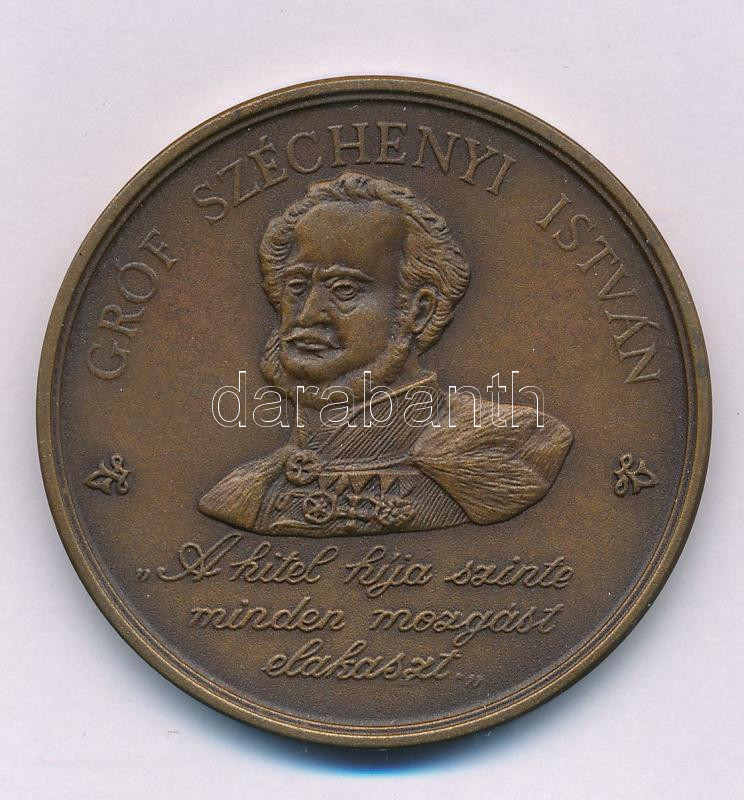 GRÓF SZÉCHENYI ISTVÁN
darabanth
„A hitel híja szinte
minden mozgást
elakaszt.„